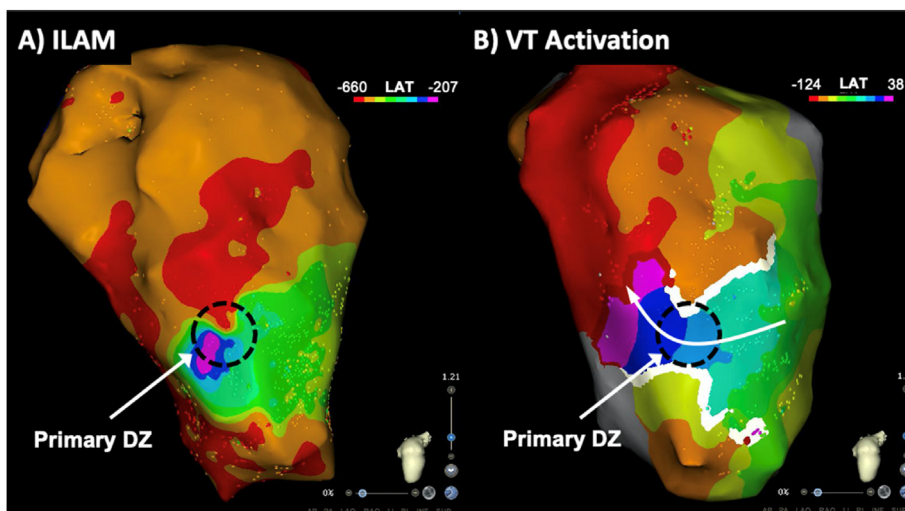 A) ILAM
-660 LAT -207
Primary DZ
1.21
0%
B) VT Activation
-124 LAT 38
Primary DZ
1.21
0%